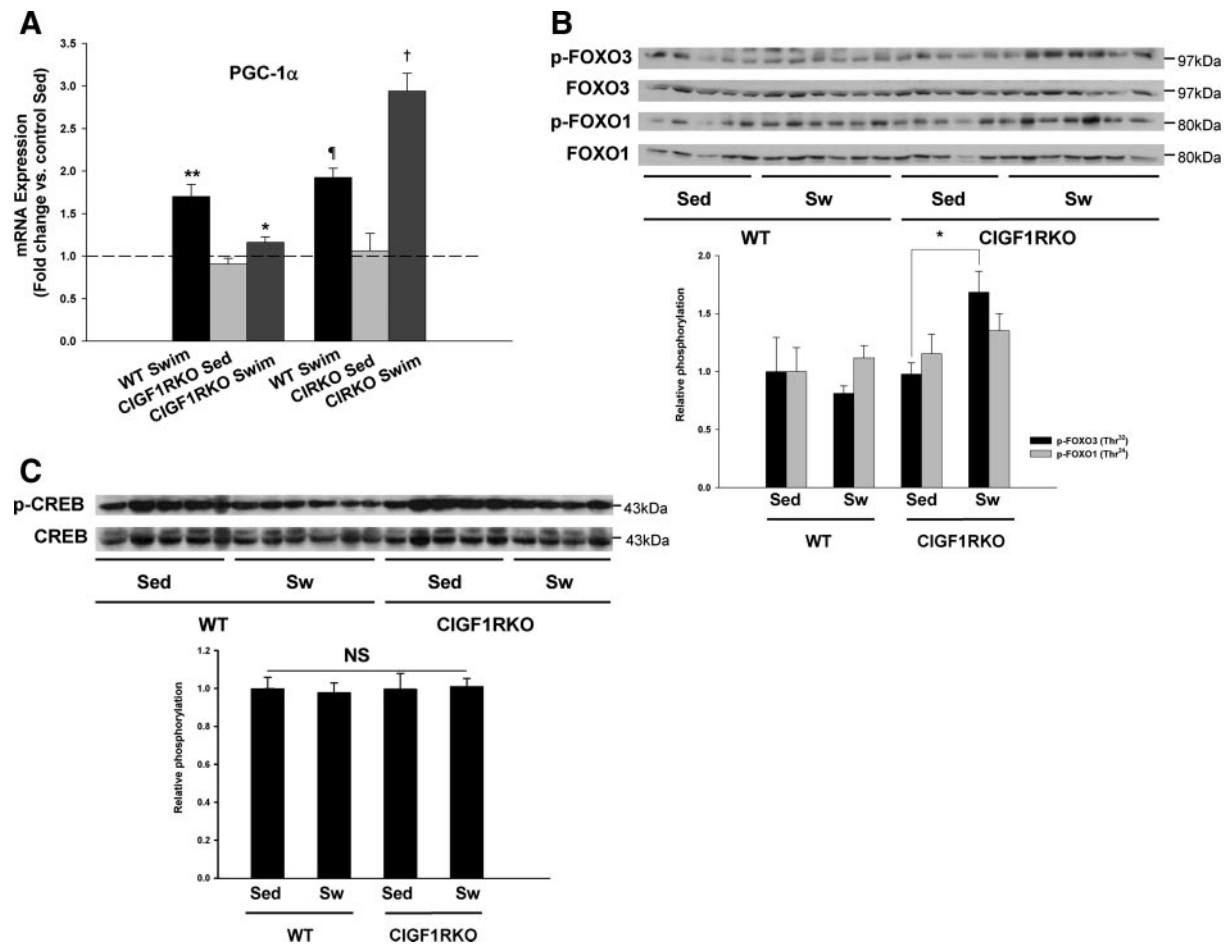 A
PGC-1α
mRNA Expression
(Fold change vs. control Sed)
3.5
3.0
2.5
2.0
1.5
1.0
0.5
0.0
**
*
¶
†
WT Swim
CIGF1RKO Sed
CIGF1RKO Swim
WT Swim
CIRKO Sed
CIRKO Swim
B
p-FOXO3
97kDa
FOXO3
97kDa
p-FOXO1
80kDa
FOXO1
80kDa
Sed Sw Sed Sw
WT CIGF1RKO
*
Relative phosphorylation
2.0
1.5
1.0
0.5
0.0
p-FOXO3 (Thr³²)
p-FOXO1 (Thr²⁴)
Sed Sw Sed Sw
WT CIGF1RKO
C
p-CREB
43kDa
CREB
43kDa
Sed Sw Sed Sw
WT CIGF1RKO
NS
Relative phosphorylation
1.2
1.0
0.8
0.6
0.4
0.2
0.0
Sed Sw Sed Sw
WT CIGF1RKO